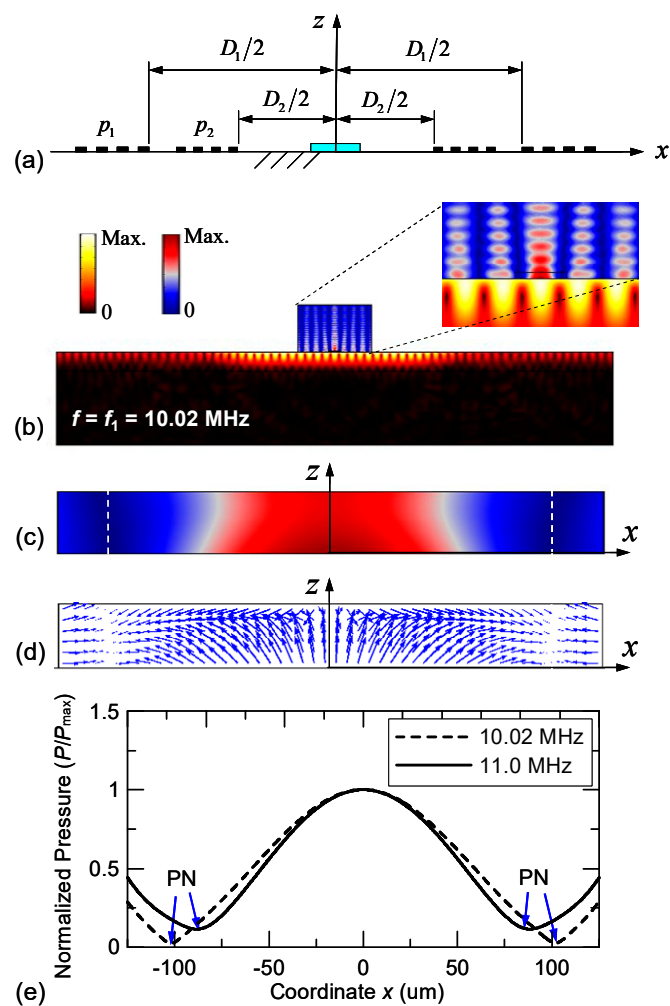 z
D₁/2 D₁/2
D₂/2 D₂/2
p₁ p₂
x
(a)
Max. Max.
0 0
f = f₁ = 10.02 MHz
(b)
z
x
(c)
z
x
(d)
1.5
1
0.5
0
Normalized Pressure (P/Pmax)
10.02 MHz
11.0 MHz
PN PN
-100 -50 0 50 100
Coordinate x (um)
(e)